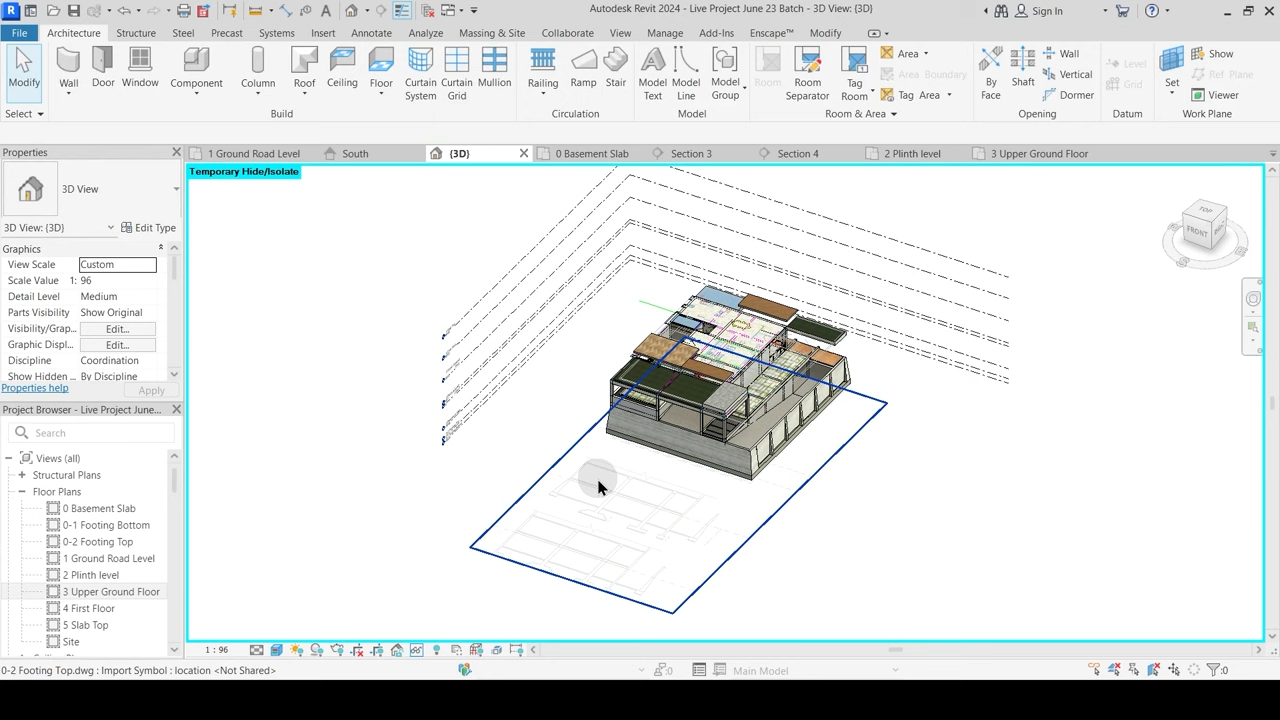 Autodesk Revit 2024 - Live Project June 23 Batch - 3D View: {3D}
Sign In
File Architecture Structure Steel Precast Systems Insert Annotate Analyze Massing & Site Collaborate View Manage Add-Ins Enscape™ Modify
Modify Wall Door Window Component Column Roof Ceiling Floor Curtain System Curtain Grid Mullion Railing Ramp Stair Model Text Model Line Model Group Room Room Separator Tag Room Area Area Boundary Tag Area By Face Shaft Wall Vertical Dormer Level Grid Set Show Ref Plane Viewer
Select Build Circulation Model Room & Area Opening Datum Work Plane
Properties
1 Ground Road Level South {3D} 0 Basement Slab Section 3 Section 4 2 Plinth level 3 Upper Ground Floor
Temporary Hide/Isolate
3D View
3D View: {3D} Edit Type
Graphics
View Scale Custom
Scale Value 1: 96
Detail Level Medium
Parts Visibility Show Original
Visibility/Grap... Edit...
Graphic Displ... Edit...
Discipline Coordination
Show Hidden ... By Discipline
Properties help Apply
Project Browser - Live Project June...
Search
Views (all)
Structural Plans
Floor Plans
0 Basement Slab
0-1 Footing Bottom
0-2 Footing Top
1 Ground Road Level
2 Plinth level
3 Upper Ground Floor
4 First Floor
5 Slab Top
Site
TOP
FRONT
1 : 96
0-2 Footing Top.dwg : Import Symbol : location <Not Shared>
:0
Main Model
:0